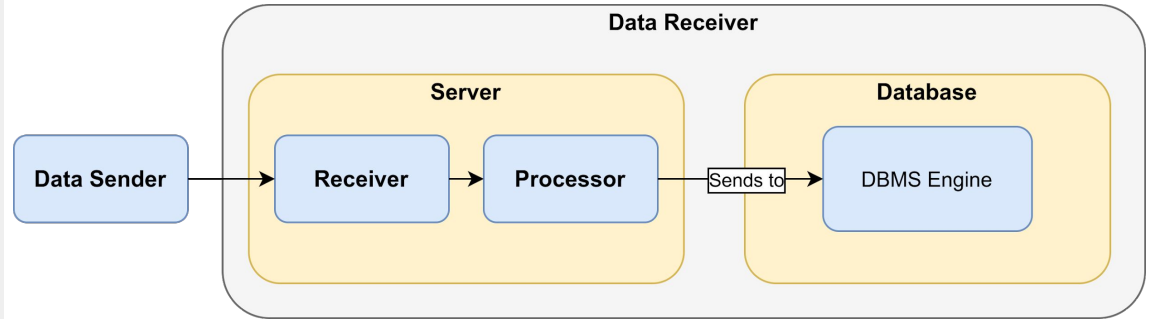 Data Receiver
Server
Database
Data Sender
Receiver
Processor
Sends to
DBMS Engine